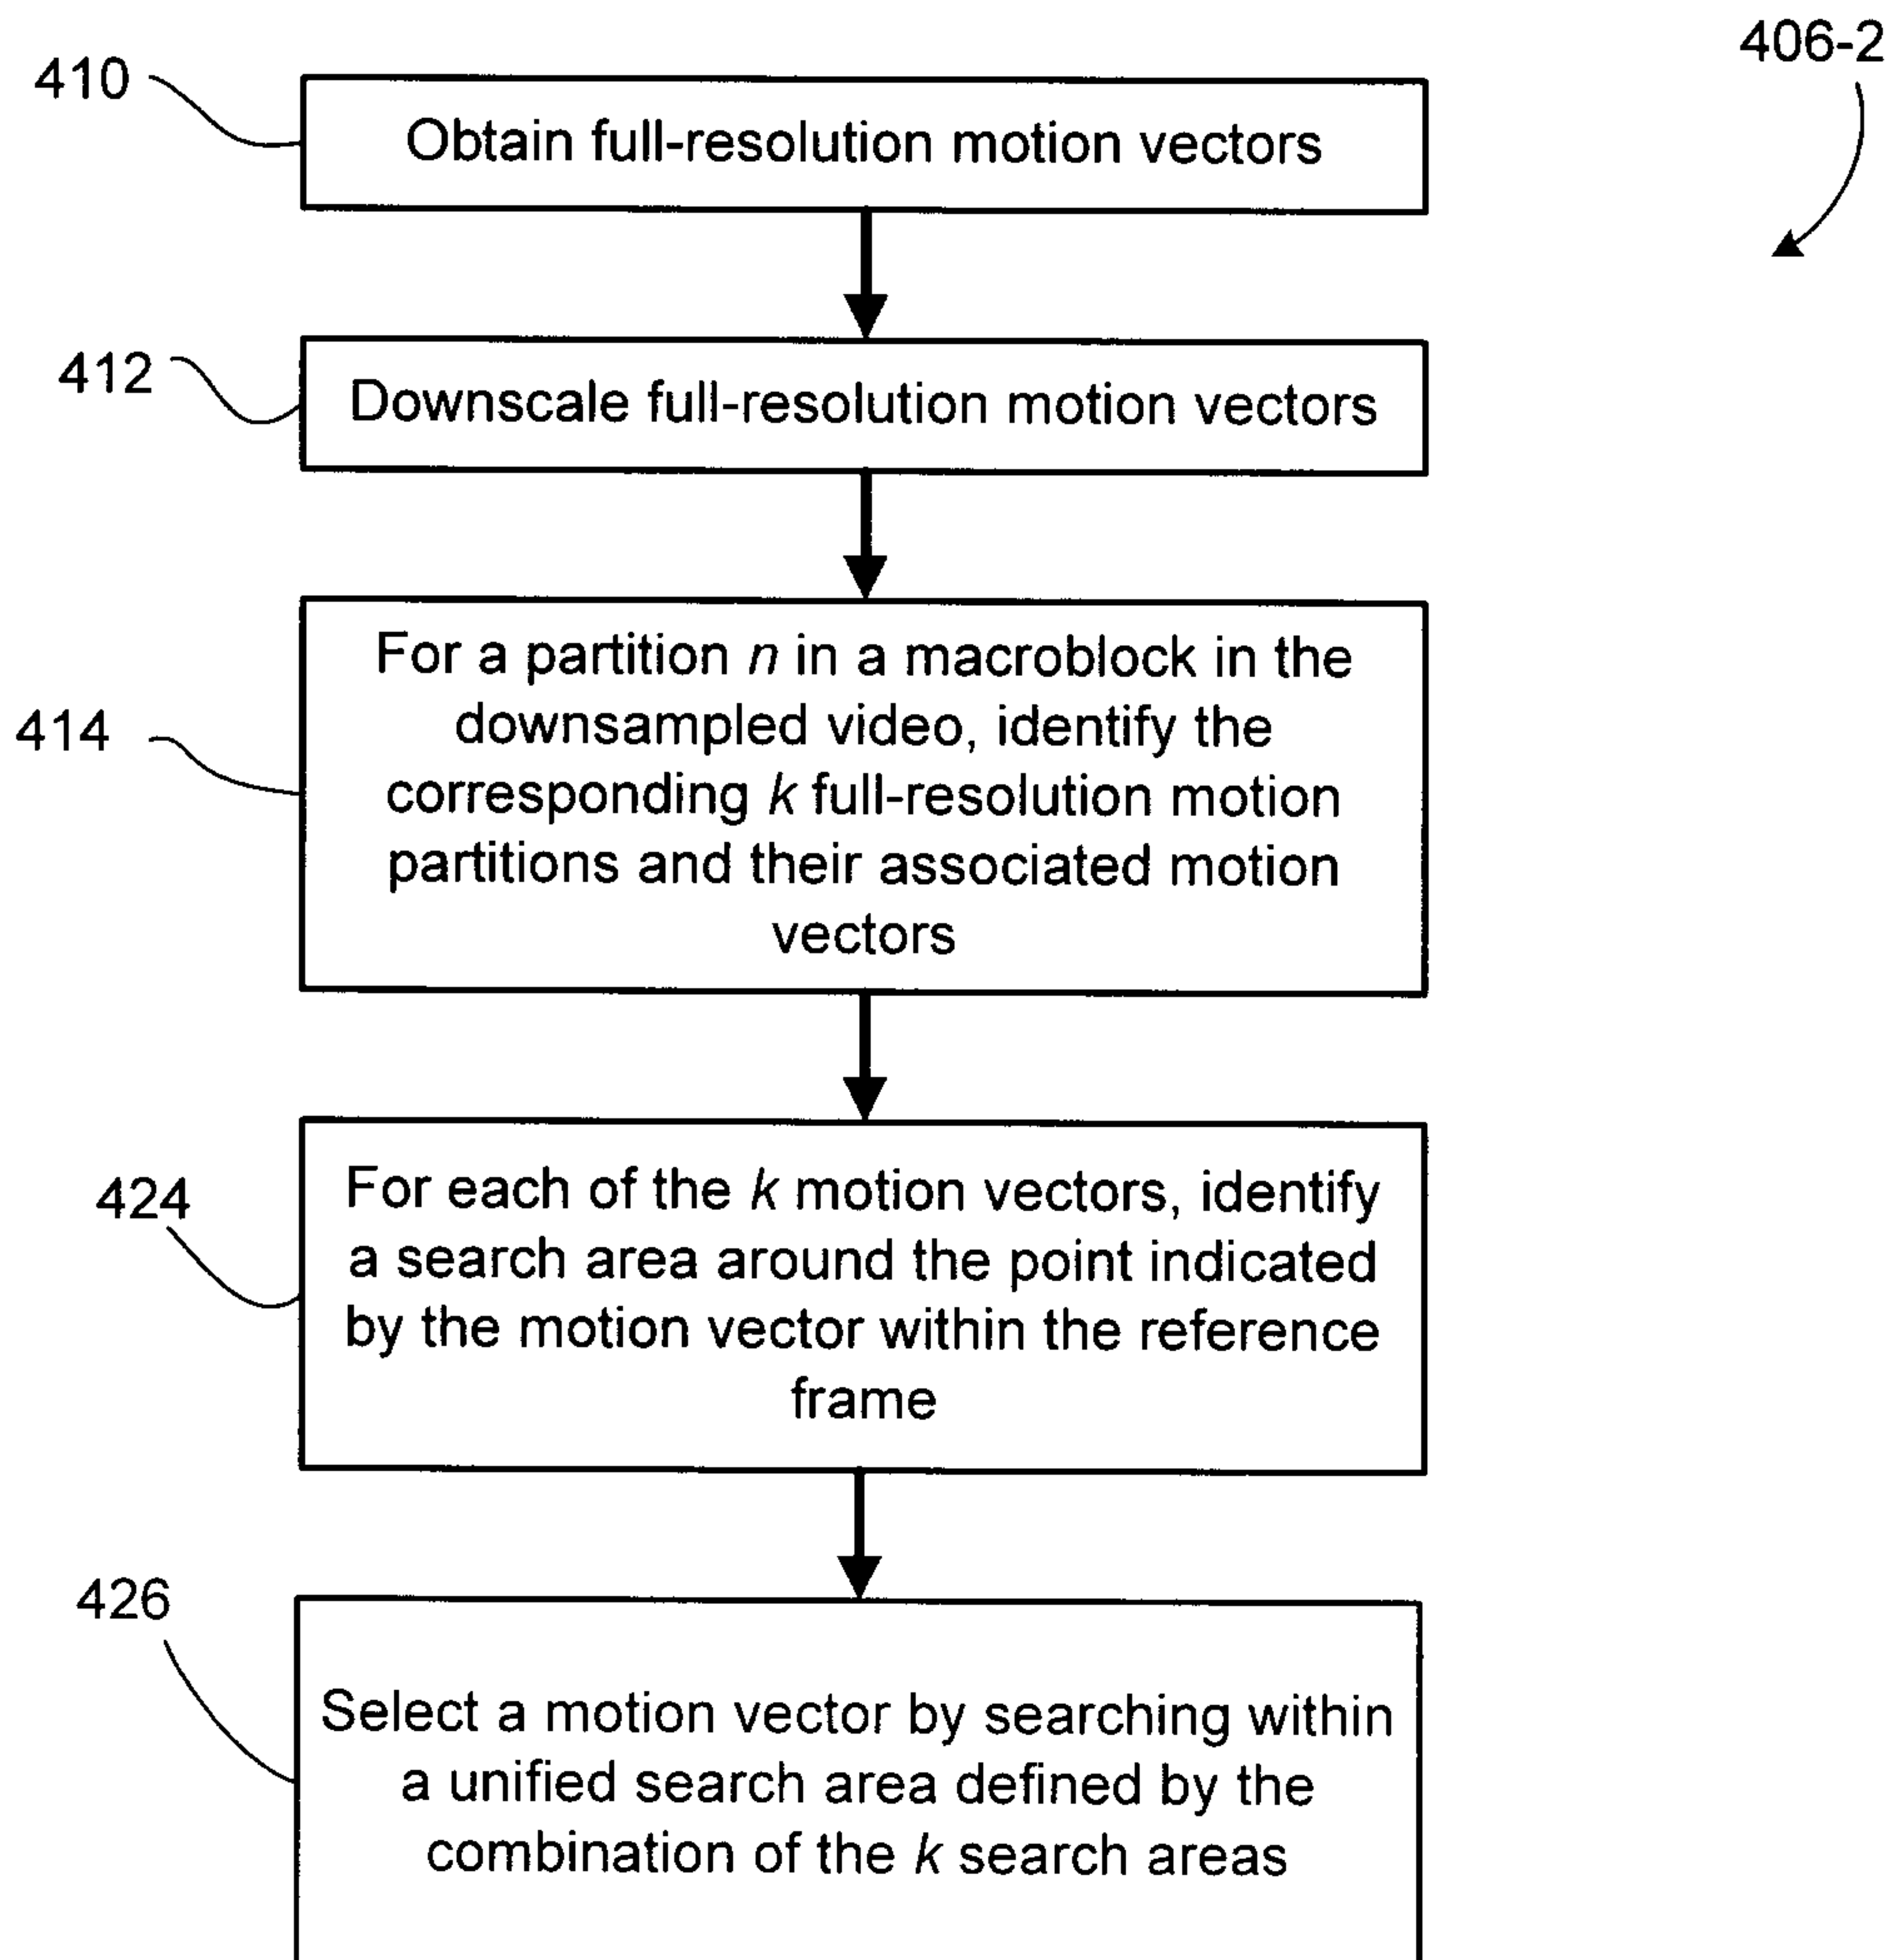 406-2
410
Obtain full-resolution motion vectors
412
Downscale full-resolution motion vectors
414
For a partition n in a macroblock in the
downsampled video, identify the
corresponding k full-resolution motion
partitions and their associated motion
vectors
424
For each of the k motion vectors, identify
a search area around the point indicated
by the motion vector within the reference
frame
426
Select a motion vector by searching within
a unified search area defined by the
combination of the k search areas